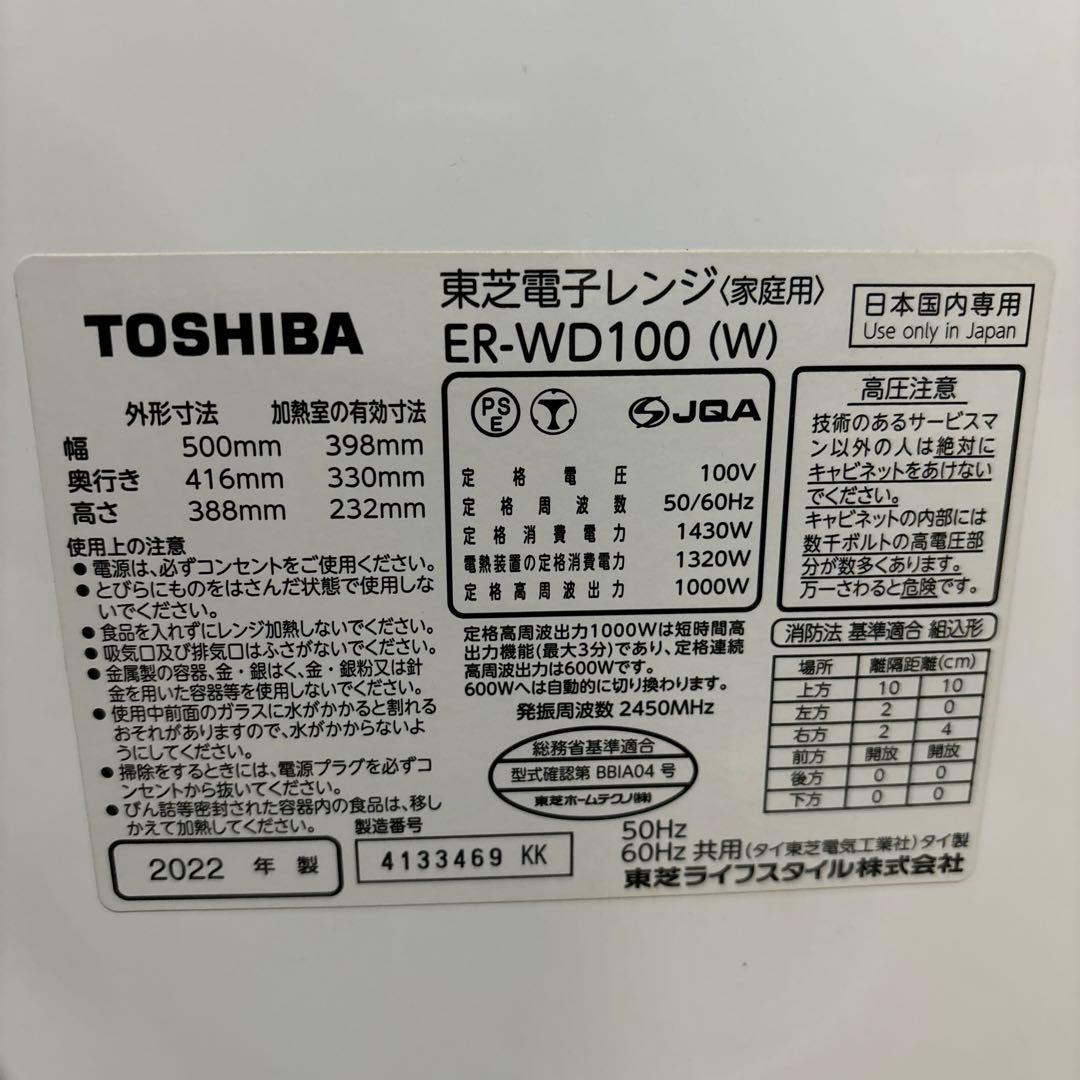 東芝電子レンジ〈家庭用〉
TOSHIBA
ER-WD100 (W)
日本国内専用
Use only in Japan
外形寸法 加熱室の有効寸法
幅 500mm 398mm
奥行き 416mm 330mm
高さ 388mm 232mm
使用上の注意
●電源は、必ずコンセントをご使用ください。
●とびらにものをはさんだ状態で使用しな
いでください。
●食品を入れずにレンジ加熱しないでください。
●吸気口及び排気口はふさがないでください。
●金属製の容器、金・銀はく、金・銀粉又は針
金を用いた容器等を使用しないでください。
●使用中前面のガラスに水がかかると割れる
おそれがありますので、水がかからないよ
うにしてください。
●掃除をするときには、電源プラグを必ずコ
ンセントから抜いてください。
●びん詰等密封された容器内の食品は、移し
かえて加熱してください。
2022 年 製
製造番号
4133469 KK
PS
E
JQA
定格電圧 100V
定格周波数 50/60Hz
定格消費電力 1430W
電熱装置の定格消費電力 1320W
定格高周波出力 1000W
定格高周波出力1000Wは短時間高
出力機能(最大3分)であり、定格連続
高周波出力は600Wです。
600Wへは自動的に切り換わります。
発振周波数 2450MHz
総務省基準適合
型式確認第 BBIA04 号
東芝ホームテクノ(株)
高圧注意
技術のあるサービスマ
ン以外の人は絶対に
キャビネットをあけない
でください。
キャビネットの内部には
数千ボルトの高電圧部
分が数多くあります。
万一さわると危険です。
消防法 基準適合 組込形
場所 離隔距離(cm)
上方 10 10
左方 2 0
右方 2 4
前方 開放 開放
後方 0 0
下方 0 0
50Hz
60Hz 共用(タイ東芝電気工業社)タイ製
東芝ライフスタイル株式会社